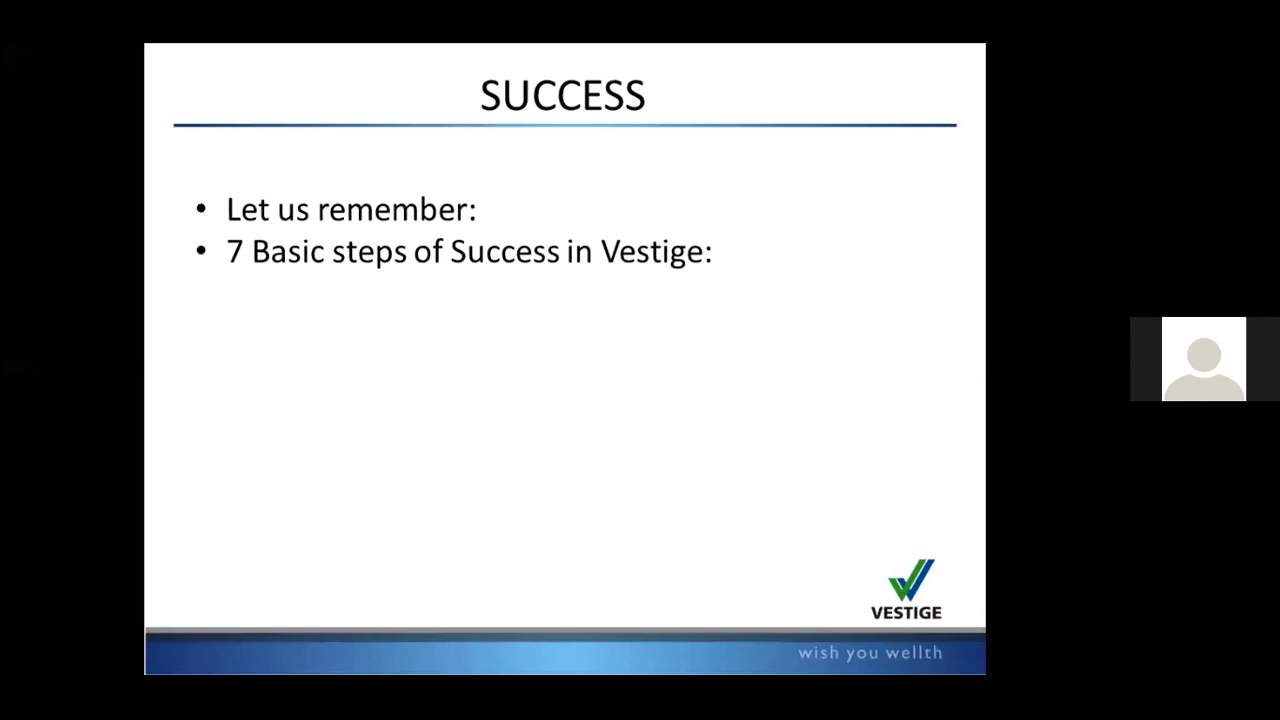 SUCCESS
• Let us remember:
• 7 Basic steps of Success in Vestige:
VESTIGE
wish you wellth